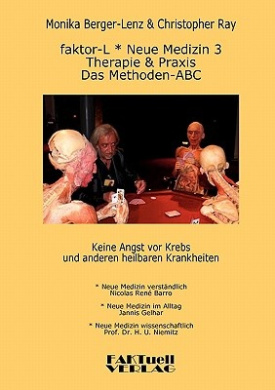 Monika Berger-Lenz & Christopher Ray
faktor-L * Neue Medizin 3
Therapie & Praxis
Das Methoden-ABC
Keine Angst vor Krebs
und anderen heilbaren Krankheiten
* Neue Medizin verständlich
Nicolas René Barro
* Neue Medizin im Alltag
Jannis Gelhar
* Neue Medizin wissenschaftlich
Prof. Dr. H. U. Niemitz
FAKTuell
VERLAG